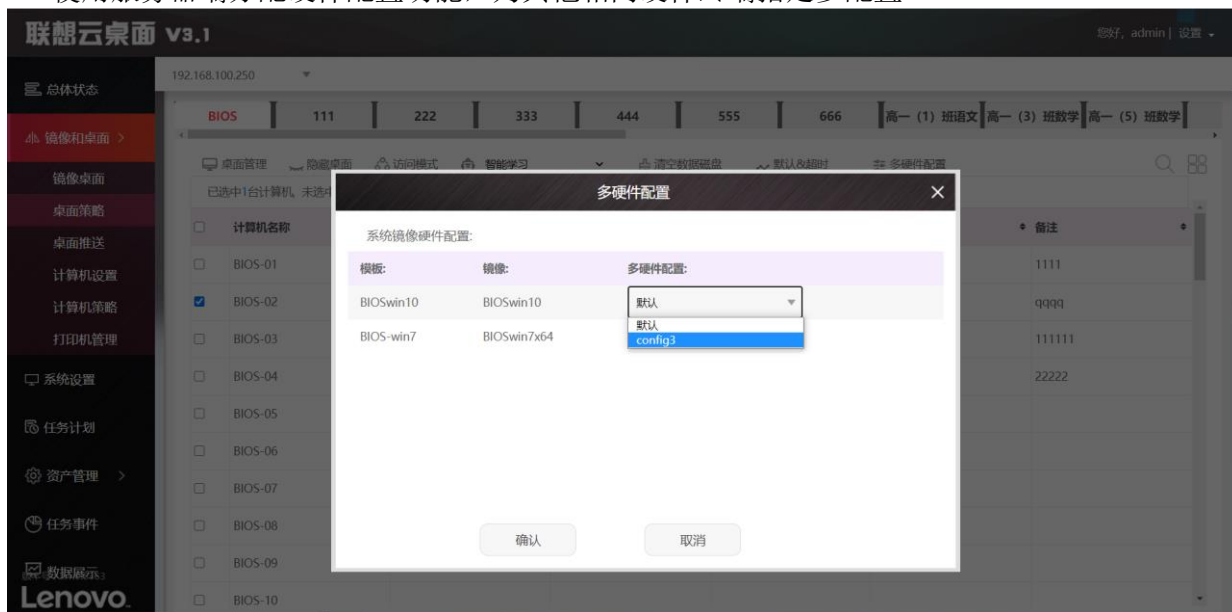 联想云桌面 V3.1
您好, admin | 设置
192.168.100.250
总体状态
镜像和桌面 >
镜像桌面
桌面策略
桌面推送
计算机设置
计算机策略
打印机管理
系统设置
任务计划
资产管理 >
任务事件
数据展示
Lenovo
BIOS 111 222 333 444 555 666 高一 (1) 班语文 高一 (3) 班数学 高一 (5) 班数学
桌面管理 隐藏桌面 访问模式 智能学习 清空数据磁盘 默认&超时 多硬件配置
已选中1台计算机, 未选中
计算机名称 备注
BIOS-01 1111
BIOS-02 qqqq
BIOS-03 111111
BIOS-04 22222
BIOS-05
BIOS-06
BIOS-07
BIOS-08
BIOS-09
BIOS-10
多硬件配置
系统镜像硬件配置:
模板: 镜像: 多硬件配置:
BIOSwin10 BIOSwin10 默认
默认
config3
BIOS-win7 BIOSwin7x64
确认 取消